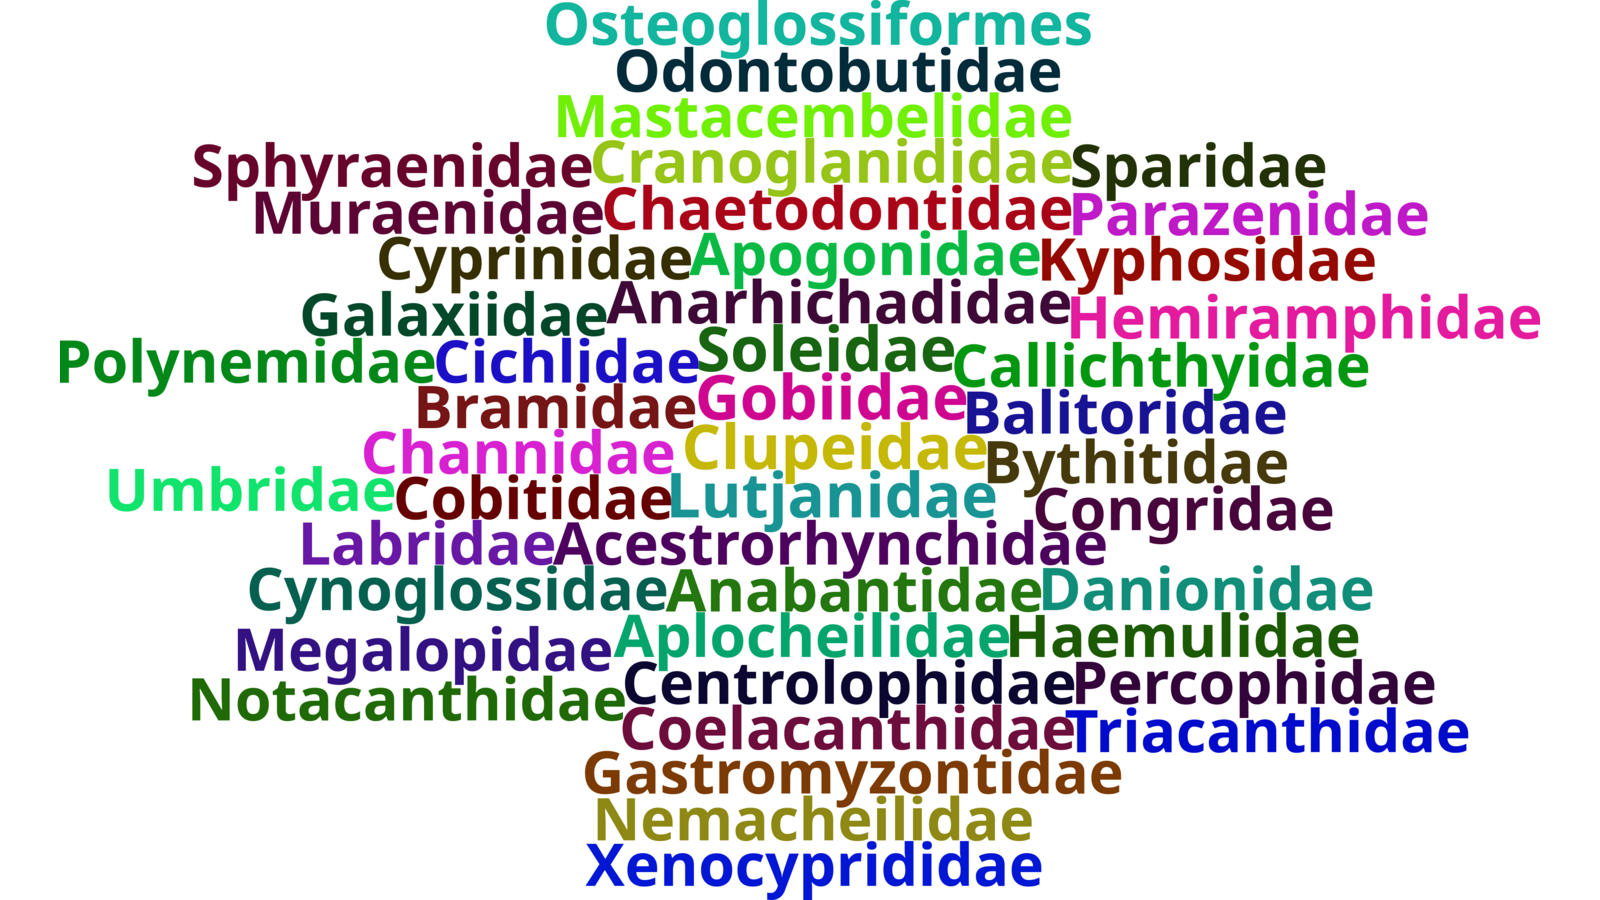 Osteoglossiformes
Odontobutidae
Mastacembelidae
Sphyraenidae Cranoglanididae Sparidae
Muraenidae Chaetodontidae Parazenidae
Cyprinidae Apogonidae Kyphosidae
Galaxiidae Anarhichadidae Hemiramphidae
Polynemidae Cichlidae Soleidae Callichthyidae
Bramidae Gobiidae Balitoridae
Channidae Clupeidae Bythitidae
Umbridae Cobitidae Lutjanidae Congridae
Labridae Acestrorhynchidae
Cynoglossidae Anabantidae Danionidae
Megalopidae Aplocheilidae Haemulidae
Notacanthidae Centrolophidae Percophidae
Coelacanthidae Triacanthidae
Gastromyzontidae
Nemacheilidae
Xenocyprididae